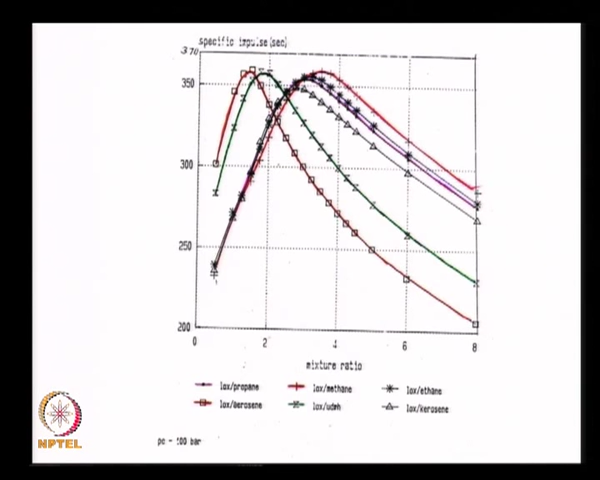 specific impulse(sec)
370
350
300
250
200
0 2 4 6 8
mixture ratio
lox/propane lox/methane lox/ethane
lox/aerosene lox/udmh lox/kerosene
pc = 100 bar
NPTEL